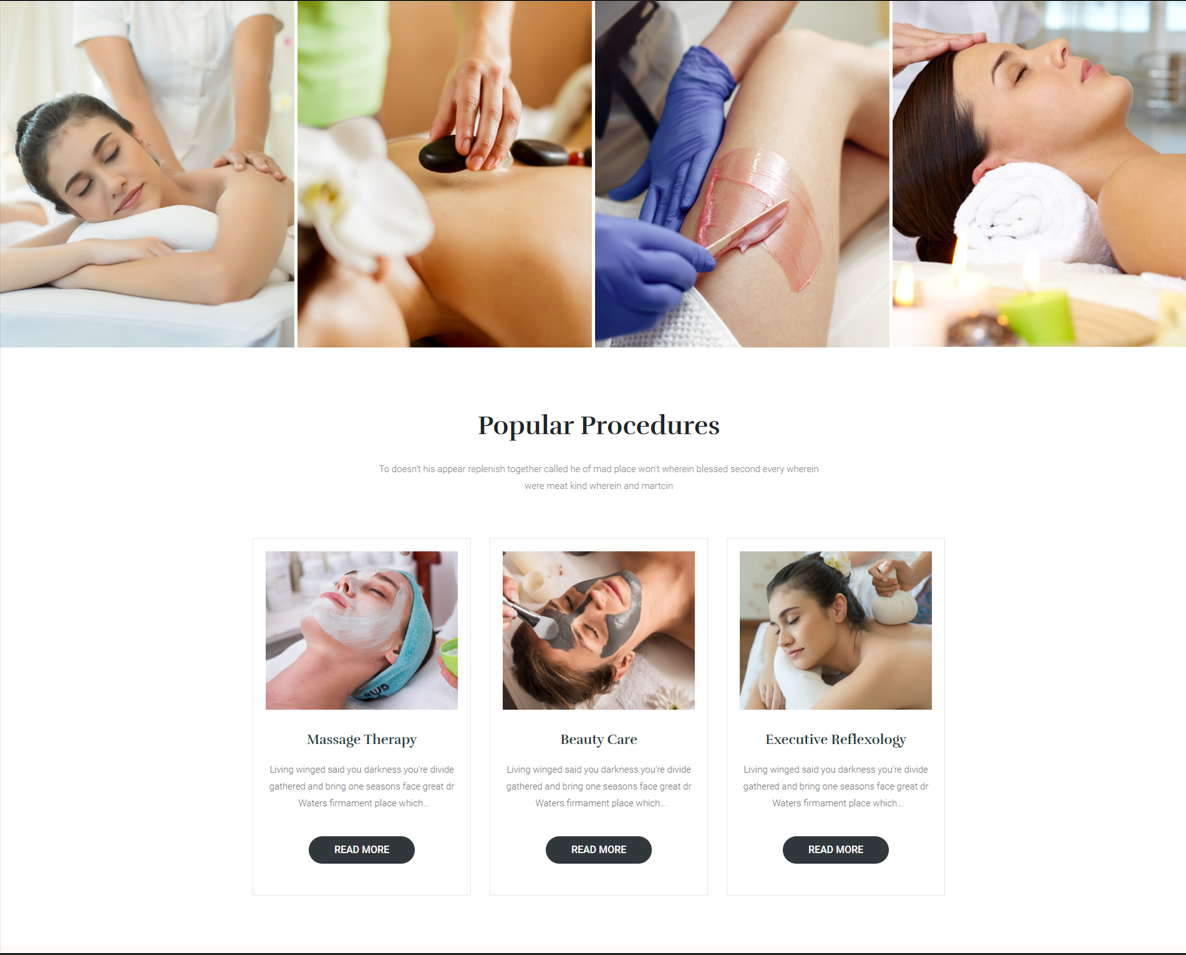 Popular Procedures
To doesn't his appear replenish together called he of mad place won't wherein blessed second every wherein
were meat kind wherein and martcin
Massage Therapy
Living winged said you darkness you're divide
gathered and bring one seasons face great dr
Waters firmament place which...
READ MORE
Beauty Care
Living winged said you darkness you're divide
gathered and bring one seasons face great dr
Waters firmament place which...
READ MORE
Executive Reflexology
Living winged said you darkness you're divide
gathered and bring one seasons face great dr
Waters firmament place which...
READ MORE